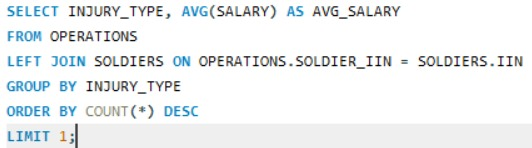 SELECT INJURY_TYPE, AVG(SALARY) AS AVG_SALARY
FROM OPERATIONS
LEFT JOIN SOLDIERS ON OPERATIONS.SOLDIER_IIN = SOLDIERS.IIN
GROUP BY INJURY_TYPE
ORDER BY COUNT(*) DESC
LIMIT 1;